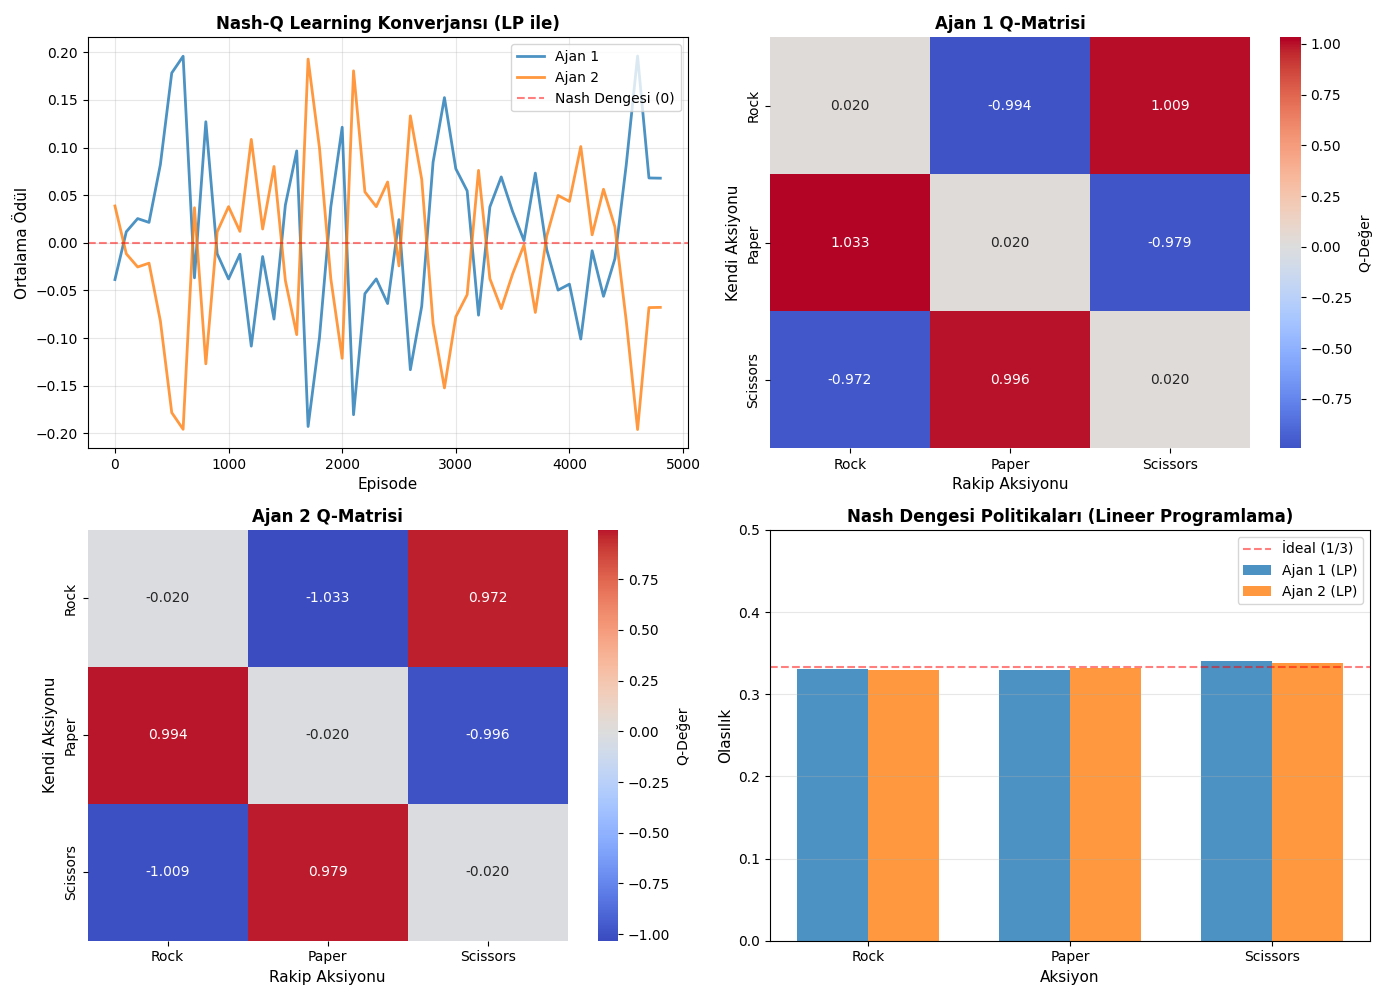 Nash-Q Learning Konverjansı (LP ile)
Ortalama Ödül
0.20
0.15
0.10
0.05
0.00
−0.05
−0.10
−0.15
−0.20
Ajan 1
Ajan 2
Nash Dengesi (0)
0 1000 2000 3000 4000 5000
Episode
Ajan 1 Q-Matrisi
Kendi Aksiyonu
Rock 0.020 -0.994 1.009
Paper 1.033 0.020 -0.979
Scissors -0.972 0.996 0.020
Rock Paper Scissors
Rakip Aksiyonu
1.00
0.75
0.50
0.25
0.00
−0.25
−0.50
−0.75
Q-Değer
Ajan 2 Q-Matrisi
Kendi Aksiyonu
Rock -0.020 -1.033 0.972
Paper 0.994 -0.020 -0.996
Scissors -1.009 0.979 -0.020
Rock Paper Scissors
Rakip Aksiyonu
0.75
0.50
0.25
0.00
−0.25
−0.50
−0.75
−1.00
Q-Değer
Nash Dengesi Politikaları (Lineer Programlama)
Olasılık
0.5
0.4
0.3
0.2
0.1
0.0
İdeal (1/3)
Ajan 1 (LP)
Ajan 2 (LP)
Rock Paper Scissors
Aksiyon